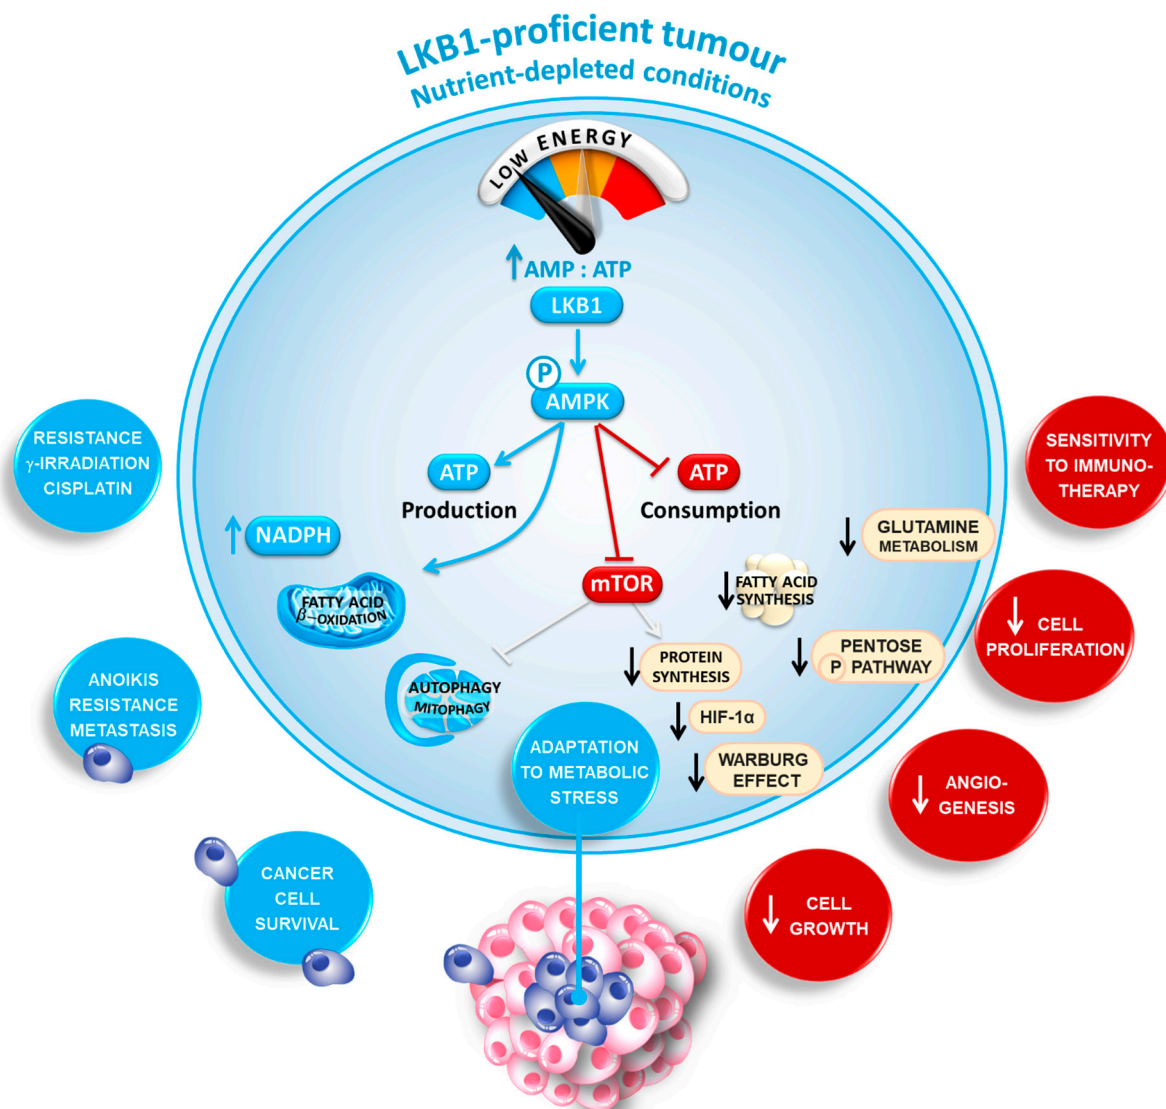 LKB1-proficient tumour
Nutrient-depleted conditions
LOW ENERGY
AMP : ATP
LKB1
P
AMPK
ATP
Production
ATP
Consumption
NADPH
FATTY ACID
β-OXIDATION
mTOR
AUTOPHAGY
MITOPHAGY
GLUTAMINE
METABOLISM
FATTY ACID
SYNTHESIS
PENTOSE
P PATHWAY
PROTEIN
SYNTHESIS
HIF-1α
WARBURG
EFFECT
ADAPTATION
TO METABOLIC
STRESS
RESISTANCE
γ-IRRADIATION
CISPLATIN
ANOIKIS
RESISTANCE
METASTASIS
CANCER
CELL
SURVIVAL
SENSITIVITY
TO IMMUNO-
THERAPY
CELL
PROLIFERATION
ANGIO-
GENESIS
CELL
GROWTH